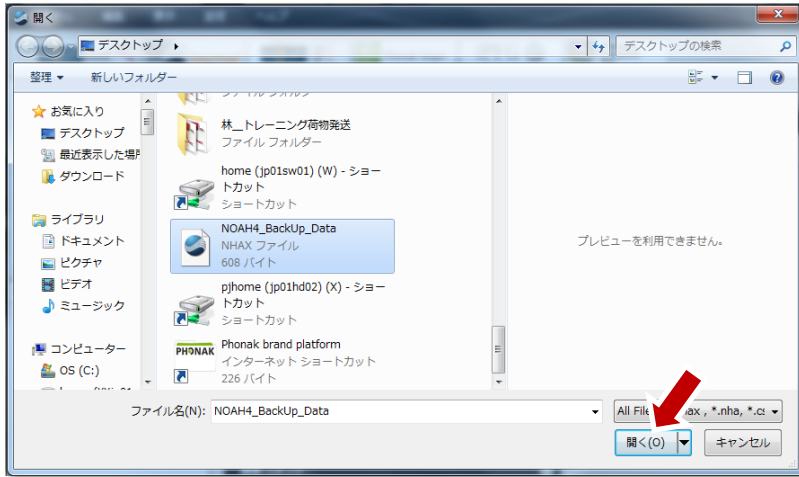 開く
デスクトップ
デスクトップの検索
整理
新しいフォルダー
お気に入り
デスクトップ
最近表示した場所
ダウンロード
ライブラリ
ドキュメント
ピクチャ
ビデオ
ミュージック
コンピューター
OS (C:)
林__トレーニング荷物発送
ファイル フォルダー
home (jp01sw01) (W) - ショー
トカット
ショートカット
NOAH4_BackUp_Data
NHAX ファイル
608 バイト
pjhome (jp01hd02) (X) - ショー
トカット
ショートカット
PHONAK
Phonak brand platform
インターネット ショートカット
226 バイト
プレビューを利用できません。
ファイル名(N):
NOAH4_BackUp_Data
All File ax , *.nha, *.cs
開く(O)
キャンセル